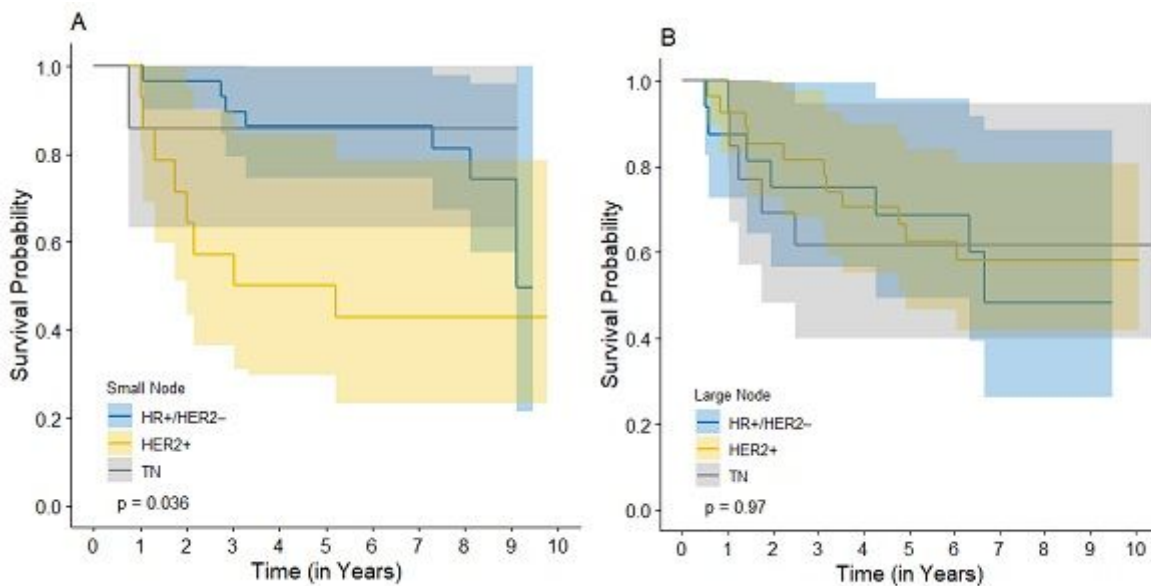 A
Survival Probability
1.0
0.8
0.6
0.4
0.2
0.0
Small Node
HR+/HER2–
HER2+
TN
p = 0.036
0 1 2 3 4 5 6 7 8 9 10
Time (in Years)
B
Survival Probability
1.0
0.8
0.6
0.4
0.2
0.0
Large Node
HR+/HER2–
HER2+
TN
p = 0.97
0 1 2 3 4 5 6 7 8 9 10
Time (in Years)